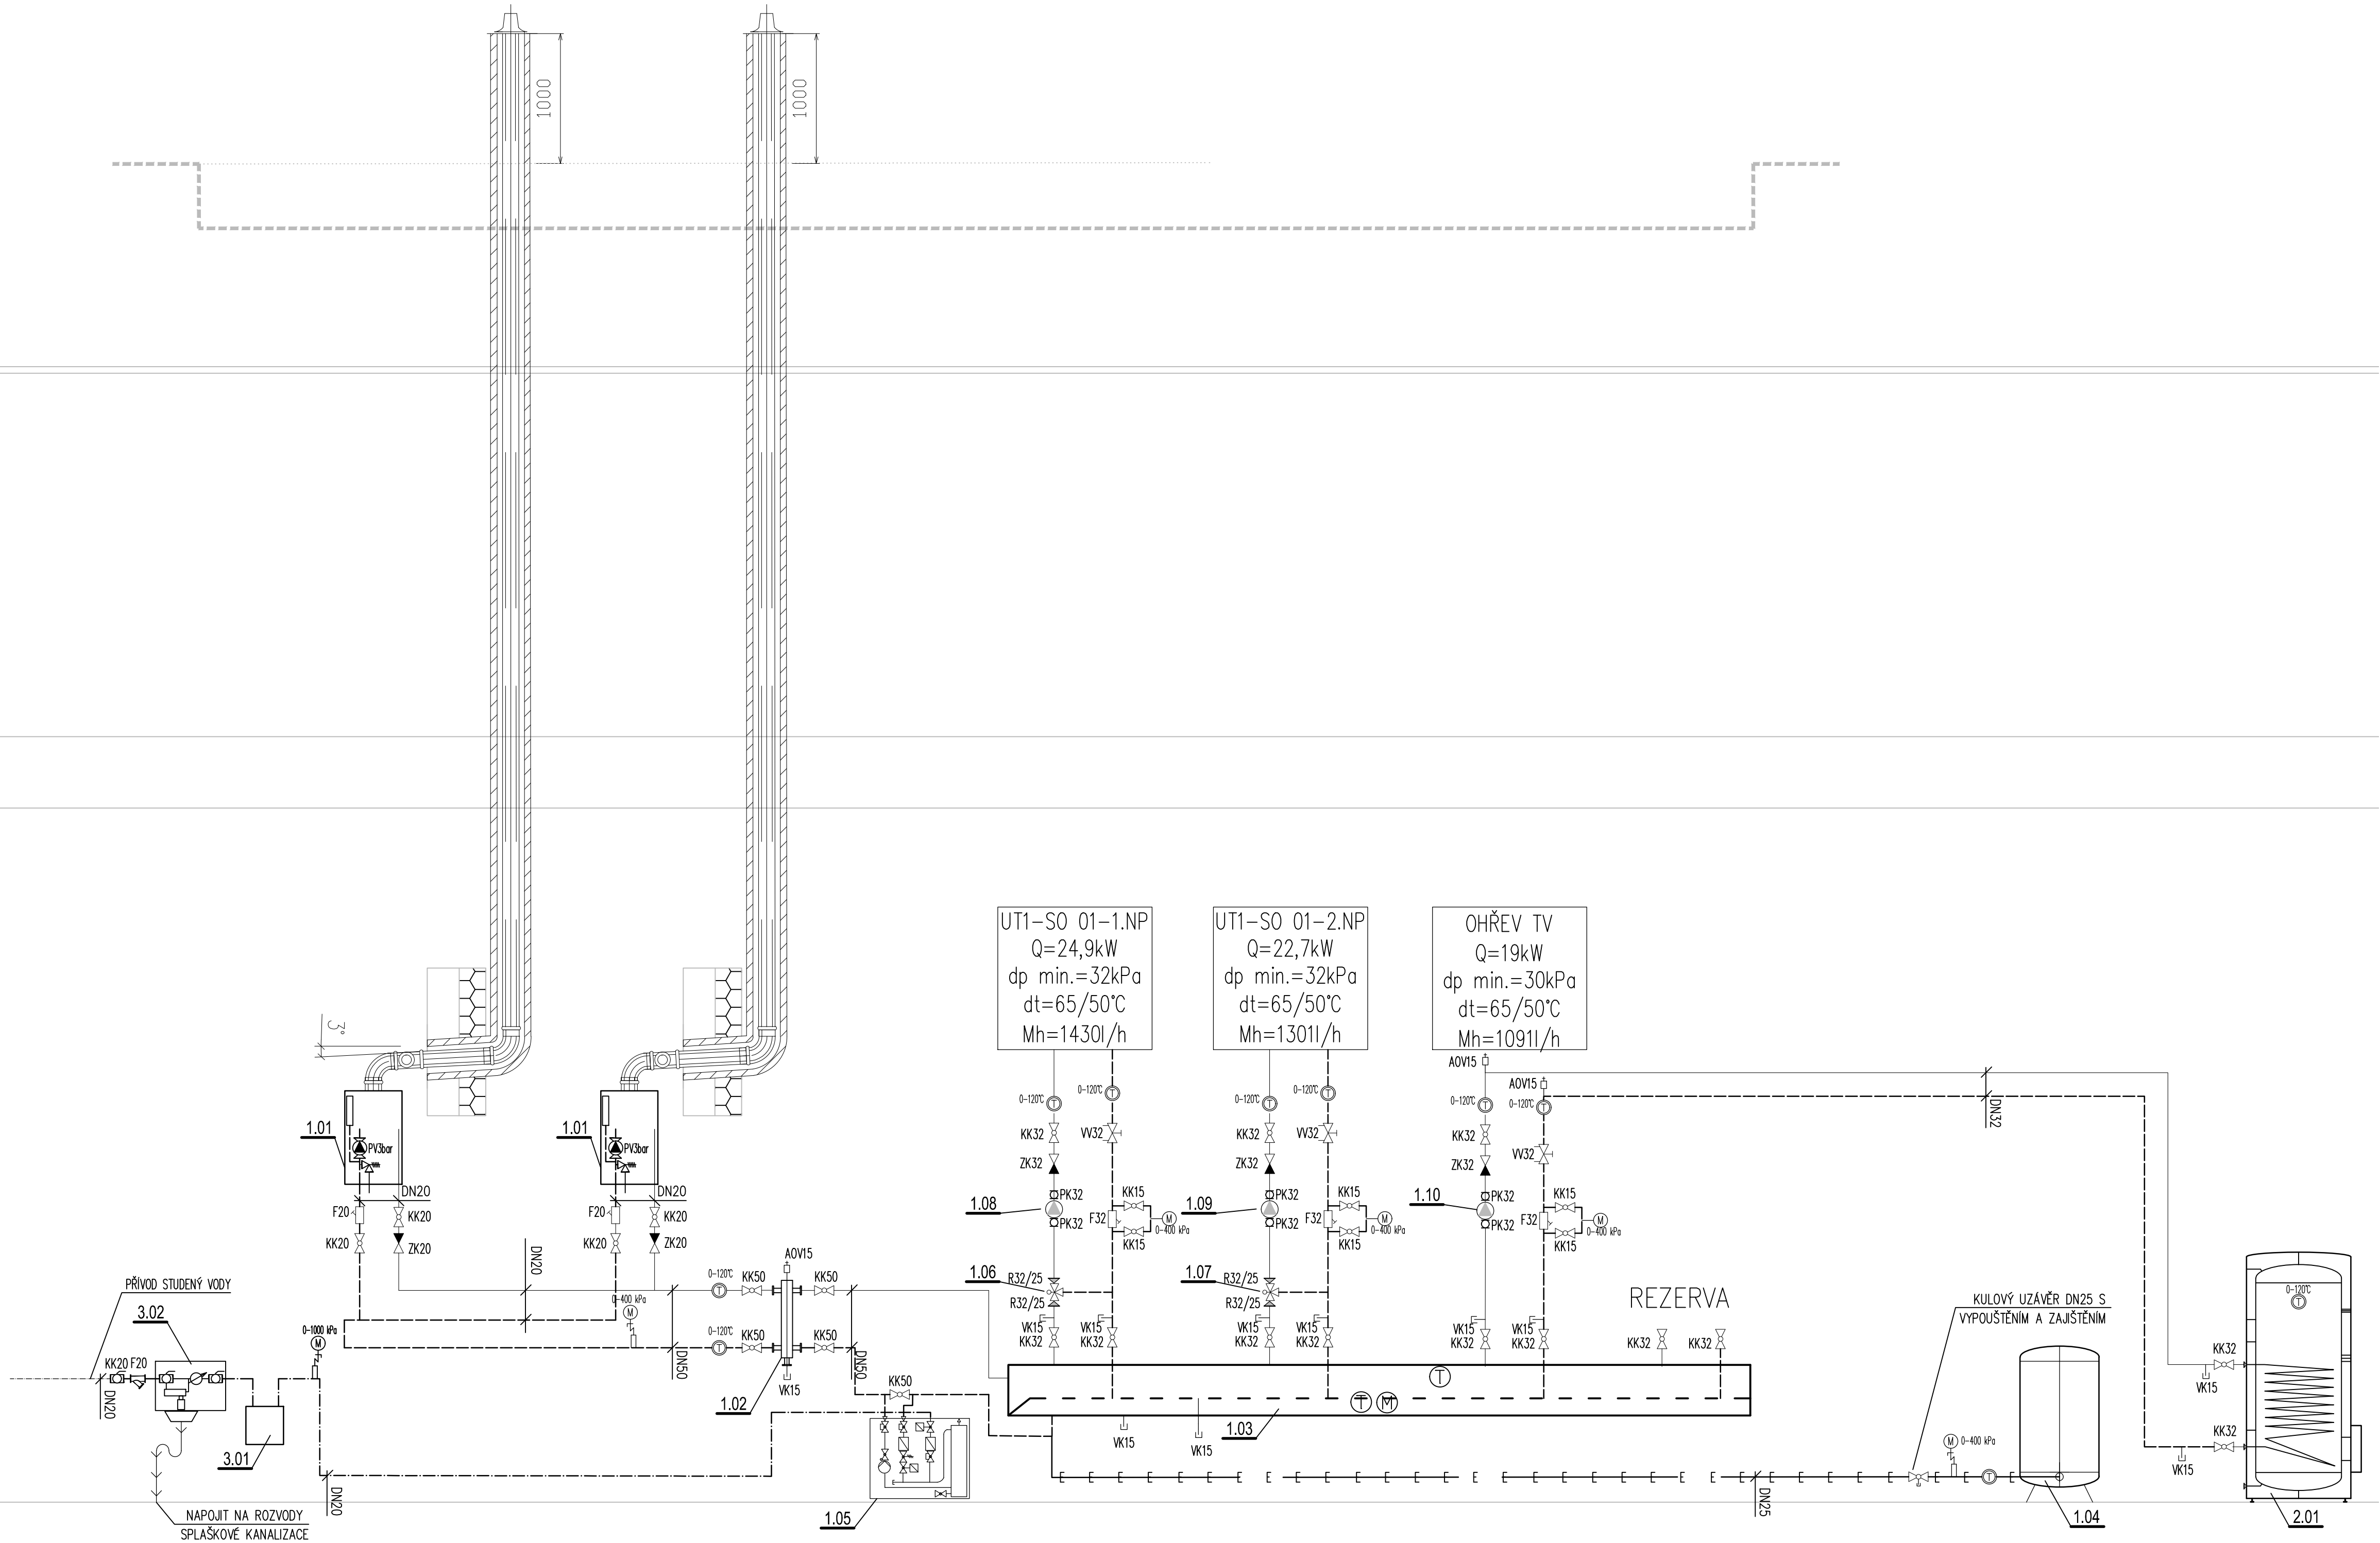 1000
1000
UT1-SO 01-1.NP
Q=24,9kW
dp min.=32kPa
dt=65/50°C
Mh=1430l/h
UT1-SO 01-2.NP
Q=22,7kW
dp min.=32kPa
dt=65/50°C
Mh=1301l/h
OHŘEV TV
Q=19kW
dp min.=30kPa
dt=65/50°C
Mh=1091l/h
3°
1.01
PV3bar
DN20
F20
KK20
KK20
ZK20
1.01
PV3bar
DN20
F20
KK20
KK20
ZK20
DN20
PŘÍVOD STUDENÝ VODY
3.02
KK20 F20
DN20
0-1000 kPa
M
3.01
NAPOJIT NA ROZVODY
SPLAŠKOVÉ KANALIZACE
DN20
0-400 kPa
M
DN50
0-120°C
T
KK50
AOV15
KK50
0-120°C
T
KK50
KK50
VK15
1.02
DN50
KK50
1.05
0-120°C
T
0-120°C
T
KK32
VV32
ZK32
1.08
PK32
PK32
F32
KK15
M
0-400 kPa
KK15
1.06
R32/25
R32/25
VK15
KK32
VK15
KK32
0-120°C
T
0-120°C
T
KK32
VV32
ZK32
1.09
PK32
PK32
F32
KK15
M
0-400 kPa
KK15
1.07
R32/25
R32/25
VK15
KK32
VK15
KK32
AOV15
AOV15
0-120°C
T
0-120°C
T
KK32
VV32
ZK32
1.10
PK32
PK32
F32
KK15
M
0-400 kPa
KK15
VK15
KK32
VK15
KK32
REZERVA
KK32
KK32
T
T
M
VK15
VK15
1.03
DN32
DN25
KULOVÝ UZÁVĚR DN25 S
VYPOUŠTĚNÍM A ZAJIŠTĚNÍM
M
0-400 kPa
T
1.04
0-120°C
T
KK32
VK15
KK32
VK15
2.01